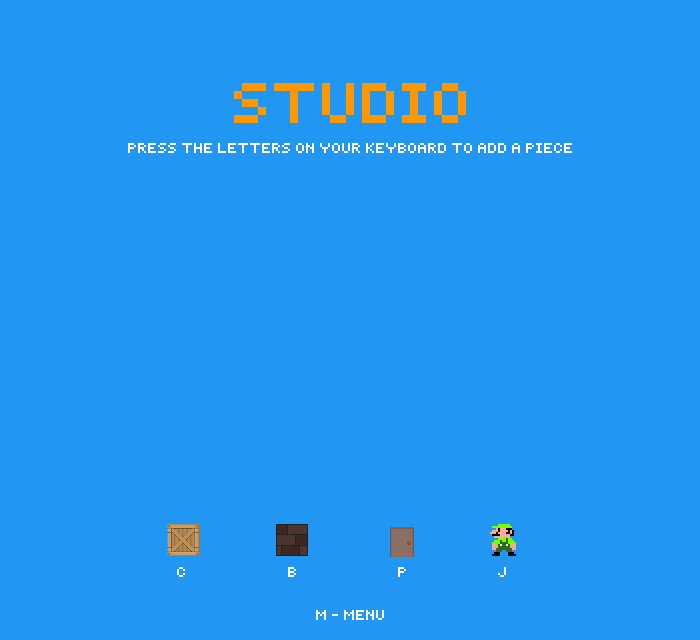 STUDIO
PRESS THE LETTERS ON YOUR KEYBOARD TO ADD A PIECE
C B P J
M - MENU